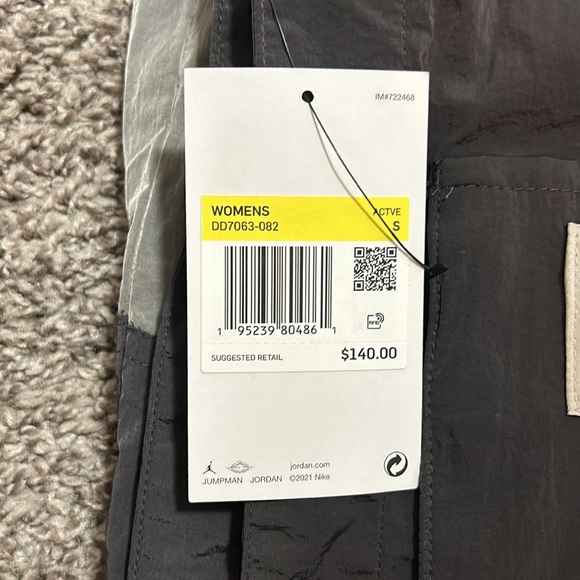 IM#722468
WOMENS ACTVE
DD7063-082 S
1 95239 80486 1
RFID
SUGGESTED RETAIL $140.00
jordan.com
JUMPMAN JORDAN ©2021 Nike